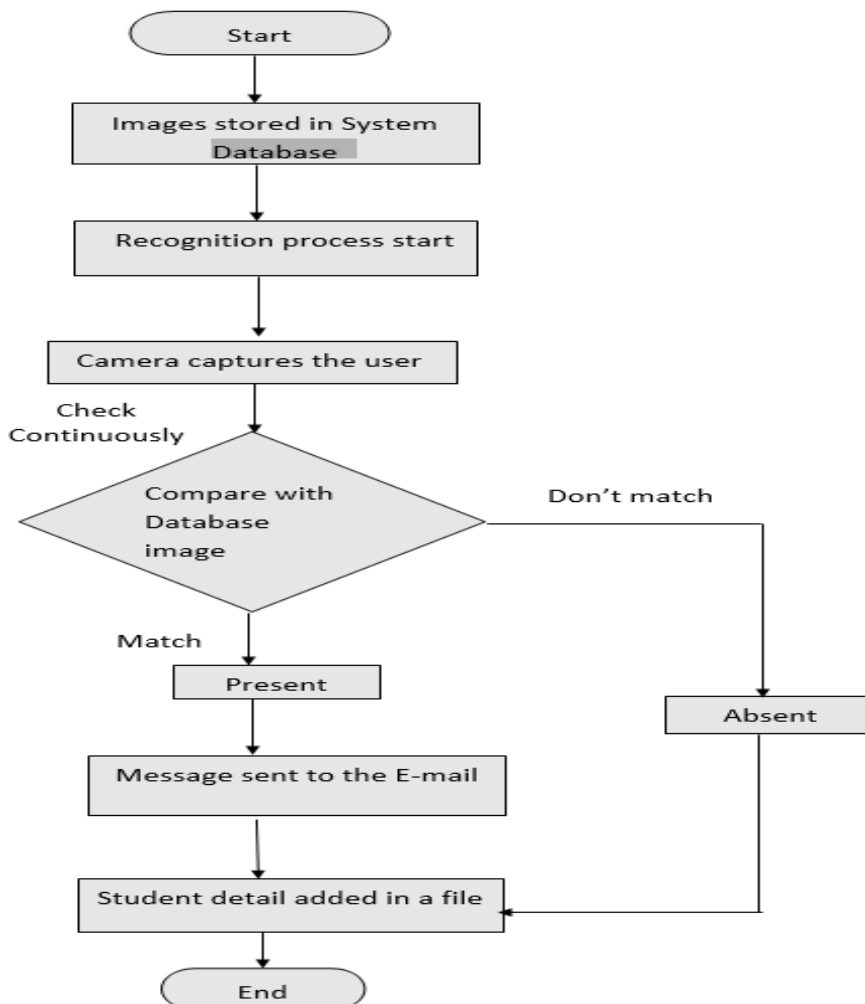 Start
Images stored in System
Database
Recognition process start
Camera captures the user
Check
Continuously
Compare with
Database
image
Don’t match
Match
Present
Absent
Message sent to the E-mail
Student detail added in a file
End